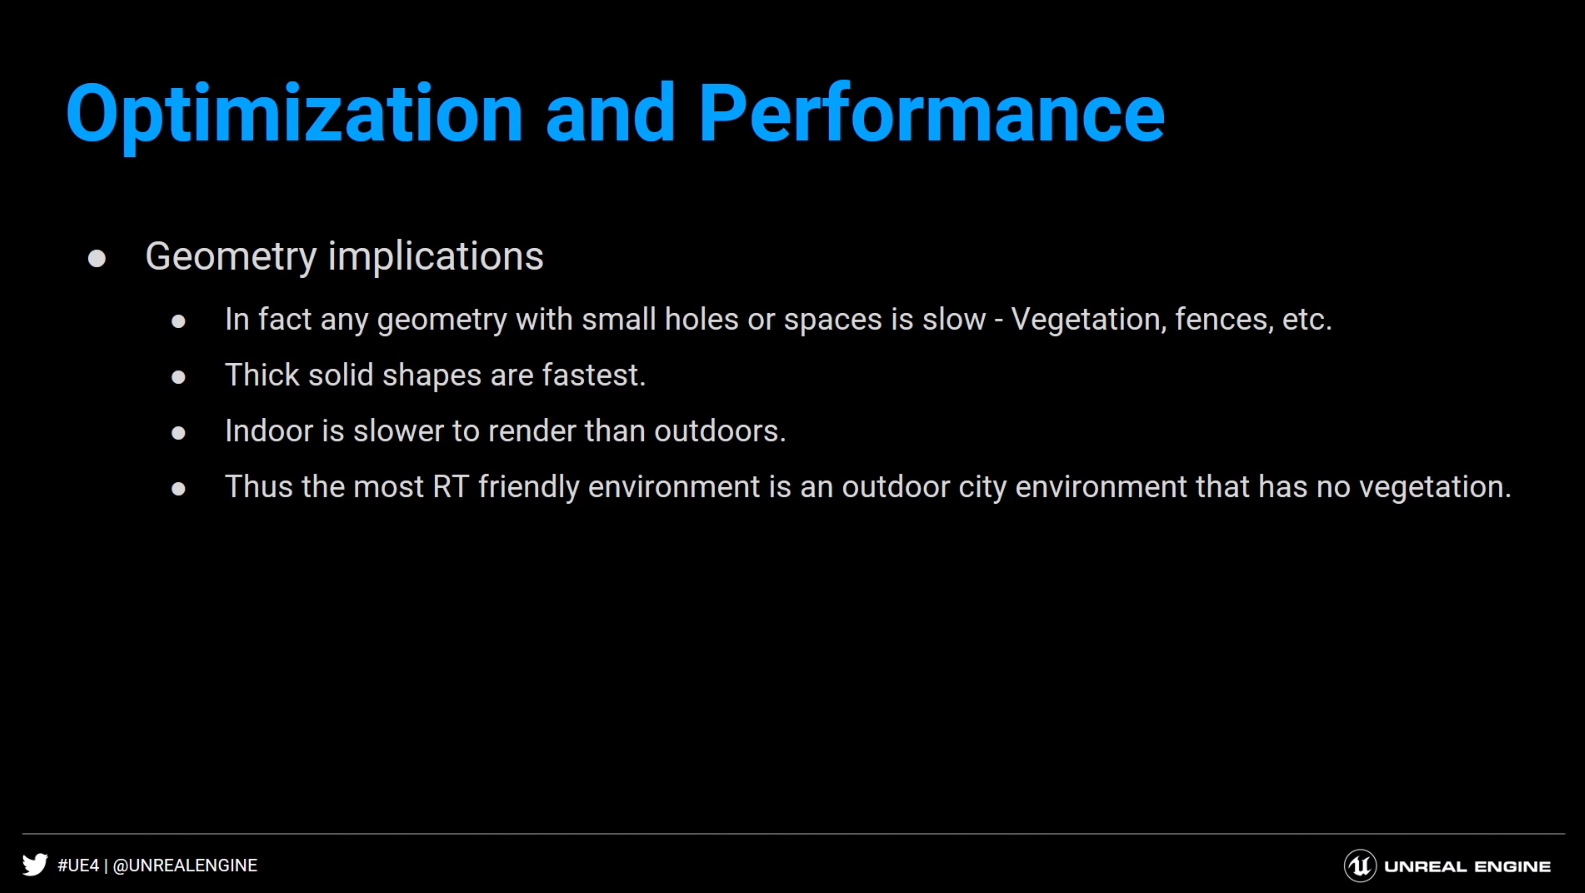 Optimization and Performance
● Geometry implications
● In fact any geometry with small holes or spaces is slow - Vegetation, fences, etc.
● Thick solid shapes are fastest.
● Indoor is slower to render than outdoors.
● Thus the most RT friendly environment is an outdoor city environment that has no vegetation.
#UE4 | @UNREALENGINE
UNREAL ENGINE